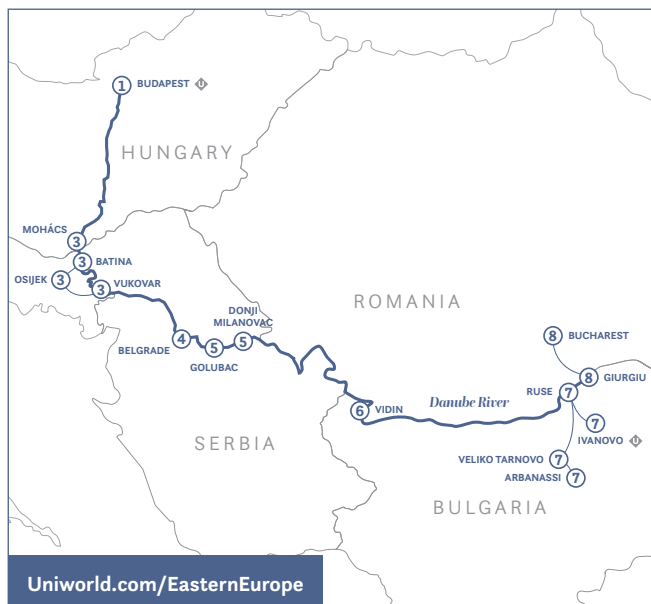 1
BUDAPEST
U
HUNGARY
MOHÁCS
3
3
BATINA
OSIJEK
3
3
VUKOVAR
DONJI
MILANOVAC
ROMANIA
BELGRADE
4
5
5
GOLUBAC
8
BUCHAREST
8
GIURGIU
RUSE
7
6
VIDIN
Danube River
7
IVANOVO
U
SERBIA
VELIKO TARNOVO
7
ARBANASSI
7
BULGARIA
Uniworld.com/EasternEurope